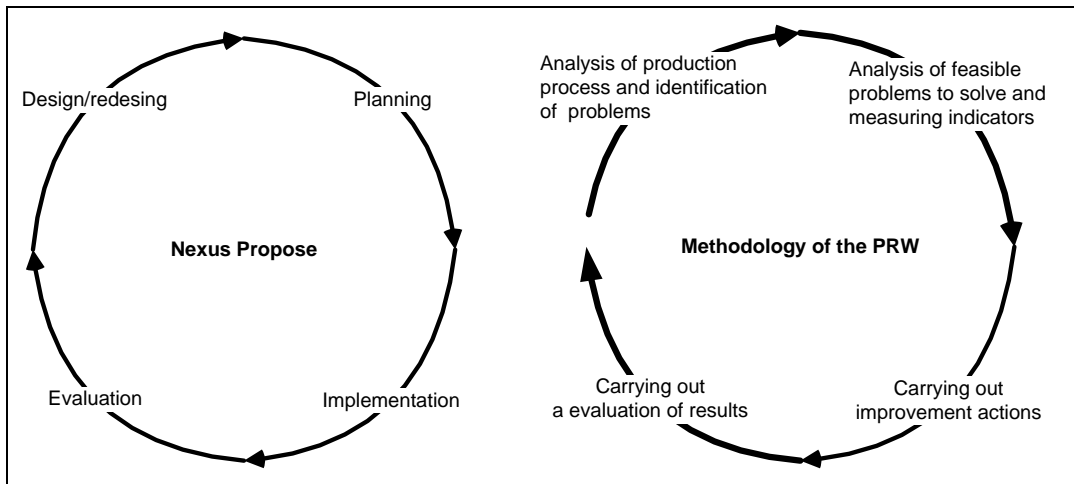 Design/redesing
Planning
Nexus Propose
Evaluation
Implementation
Analysis of production
process and identification
of problems
Analysis of feasible
problems to solve and
measuring indicators
Methodology of the PRW
Carrying out
a evaluation of results
Carrying out
improvement actions